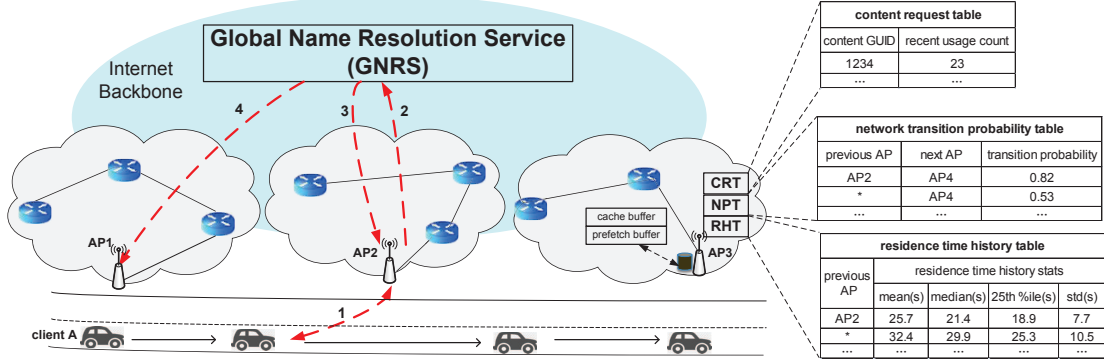 Global Name Resolution Service
(GNRS)
Internet
Backbone
4
3
2
1
AP1
AP2
AP3
client A
cache buffer
prefetch buffer
CRT
NPT
RHT
content request table
content GUID recent usage count
1234 23
... ...
network transition probability table
previous AP next AP transition probability
AP2 AP4 0.82
* AP4 0.53
... ... ...
residence time history table
previous
AP
residence time history stats
mean(s) median(s) 25th %ile(s) std(s)
AP2 25.7 21.4 18.9 7.7
* 32.4 29.9 25.3 10.5
... ... ... ... ...